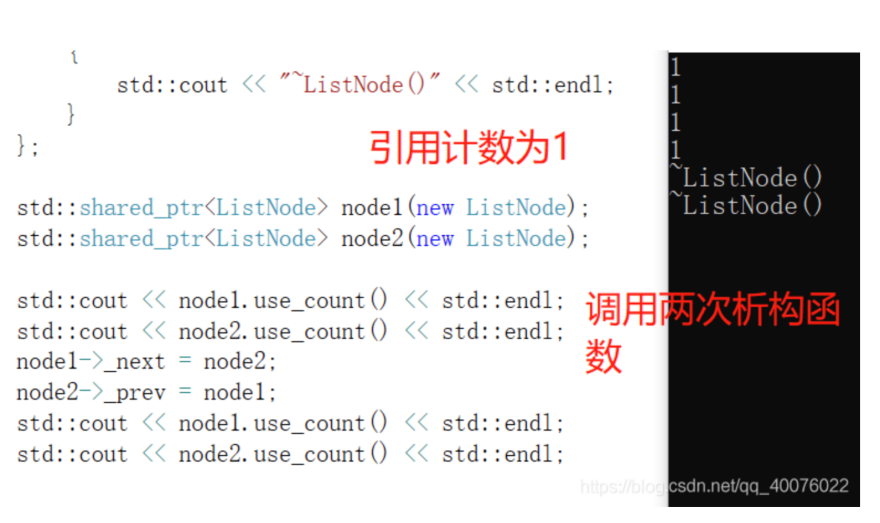 {
std::cout << "~ListNode()" << std::endl;
}
};
引用计数为1
std::shared_ptr<ListNode> node1(new ListNode);
std::shared_ptr<ListNode> node2(new ListNode);
std::cout << node1.use_count() << std::endl;
std::cout << node2.use_count() << std::endl;
node1->_next = node2;
node2->_prev = node1;
std::cout << node1.use_count() << std::endl;
std::cout << node2.use_count() << std::endl;
调用两次析构函
数
1
1
1
1
~ListNode()
~ListNode()
https://blog.csdn.net/qq_40076022